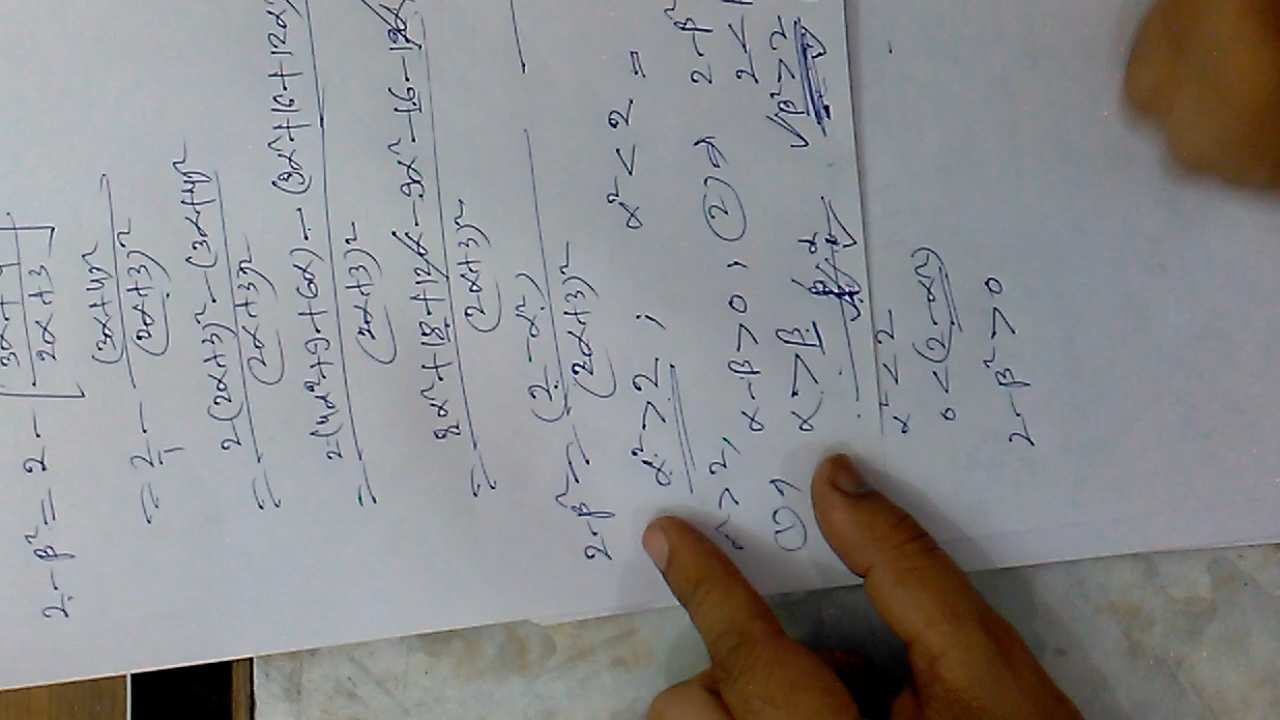 2 - β² = 2 - [3α+4 / 2α+3]
= 2/1 - (3α+4)² / (2α+3)²
= 2(2α+3)² - (3α+4)² / (2α+3)²
= 2(4α²+9+6α) - (9α²+16+12α) / (2α+3)²
= 8α²+18+12α - 9α² - 16 - 12α / (2α+3)²
2 - β² = (2 - α²) / (2α+3)²
α² > 2 ; α² < 2 =
α² > 2, α - β > 0 , (2) → 2 - β²
(1) → α > β 2 <
β² > 2
α² < 2
0 < (2 - α²)
2 - β² > 0